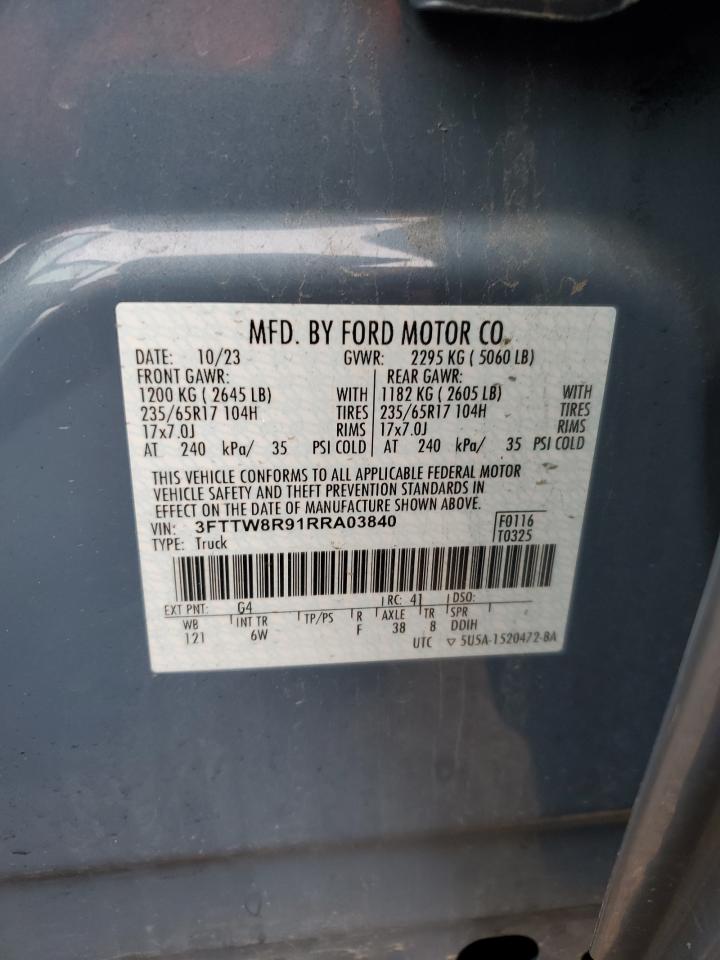 MFD. BY FORD MOTOR CO.
DATE: 10/23 GVWR: 2295 KG ( 5060 LB)
FRONT GAWR: REAR GAWR:
1200 KG ( 2645 LB) WITH 1182 KG ( 2605 LB) WITH
235/65R17 104H TIRES 235/65R17 104H TIRES
17x7.0J RIMS 17x7.0J RIMS
AT 240 kPa/ 35 PSI COLD AT 240 kPa/ 35 PSI COLD
THIS VEHICLE CONFORMS TO ALL APPLICABLE FEDERAL MOTOR
VEHICLE SAFETY AND THEFT PREVENTION STANDARDS IN
EFFECT ON THE DATE OF MANUFACTURE SHOWN ABOVE.
VIN: 3FTTW8R91RRA03840 F0116
TYPE: Truck T0325
EXT PNT: G4 RC: 41 DSO:
WB INT TR TP/PS R AXLE TR SPR
121 6W F 38 8 DDIH
UTC ▽ 5U5A-1520472-BA